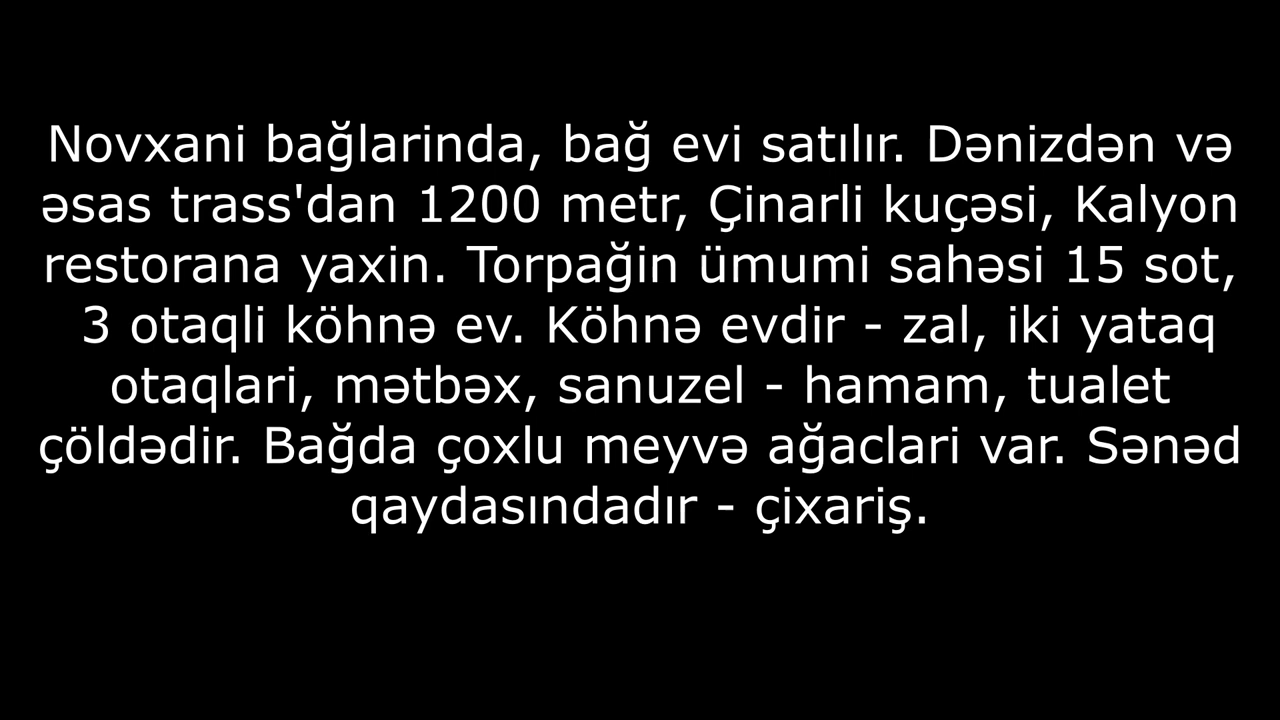 Novxani bağlarinda, bağ evi satılır. Dənizdən və
əsas trass'dan 1200 metr, Çinarli kuçəsi, Kalyon
restorana yaxin. Torpağin ümumi sahəsi 15 sot,
3 otaqli köhnə ev. Köhnə evdir - zal, iki yataq
otaqlari, mətbəx, sanuzel - hamam, tualet
çöldədir. Bağda çoxlu meyvə ağaclari var. Sənəd
qaydasındadır - çixariş.